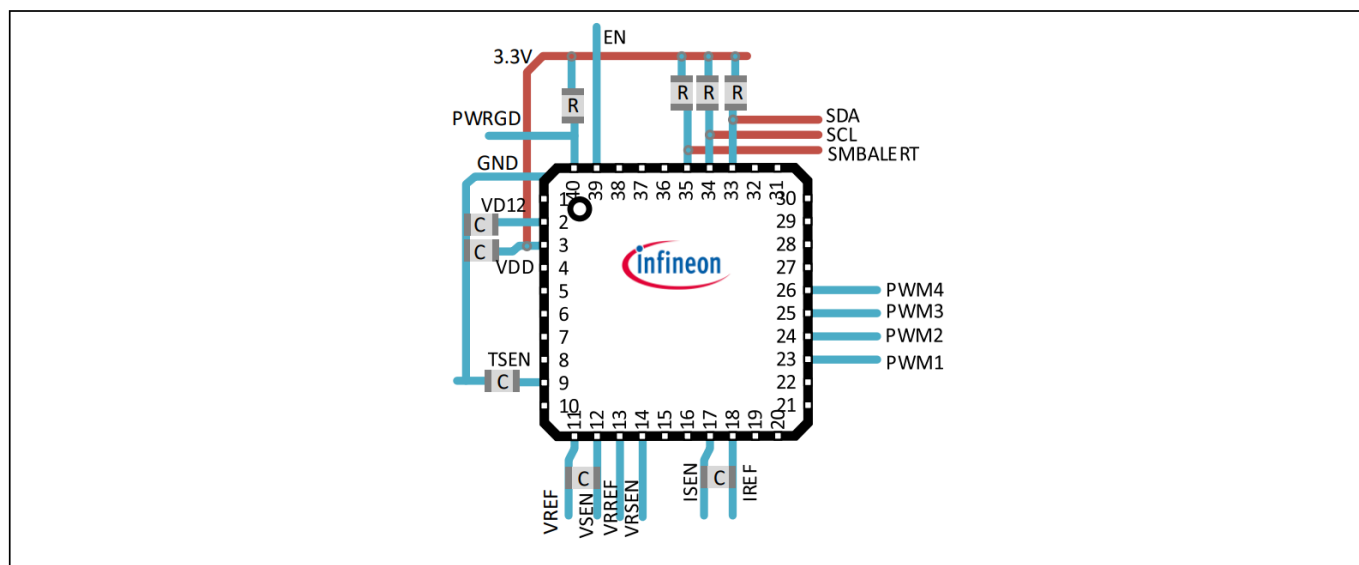 EN
3.3V
R
R
R
R
PWRGD
SDA
SCL
SMBALERT
GND
40 39 38 37 36 35 34 33 32 31
1
30
VD12
C
2
29
C
3
28
VDD
infineon
4
27
5
26
PWM4
6
25
PWM3
7
24
PWM2
TSEN
8
23
PWM1
C
9
22
10
21
11 12 13 14 15 16 17 18 19 20
C
C
VREF
VSEN
VRREF
VRSEN
ISEN
IREF